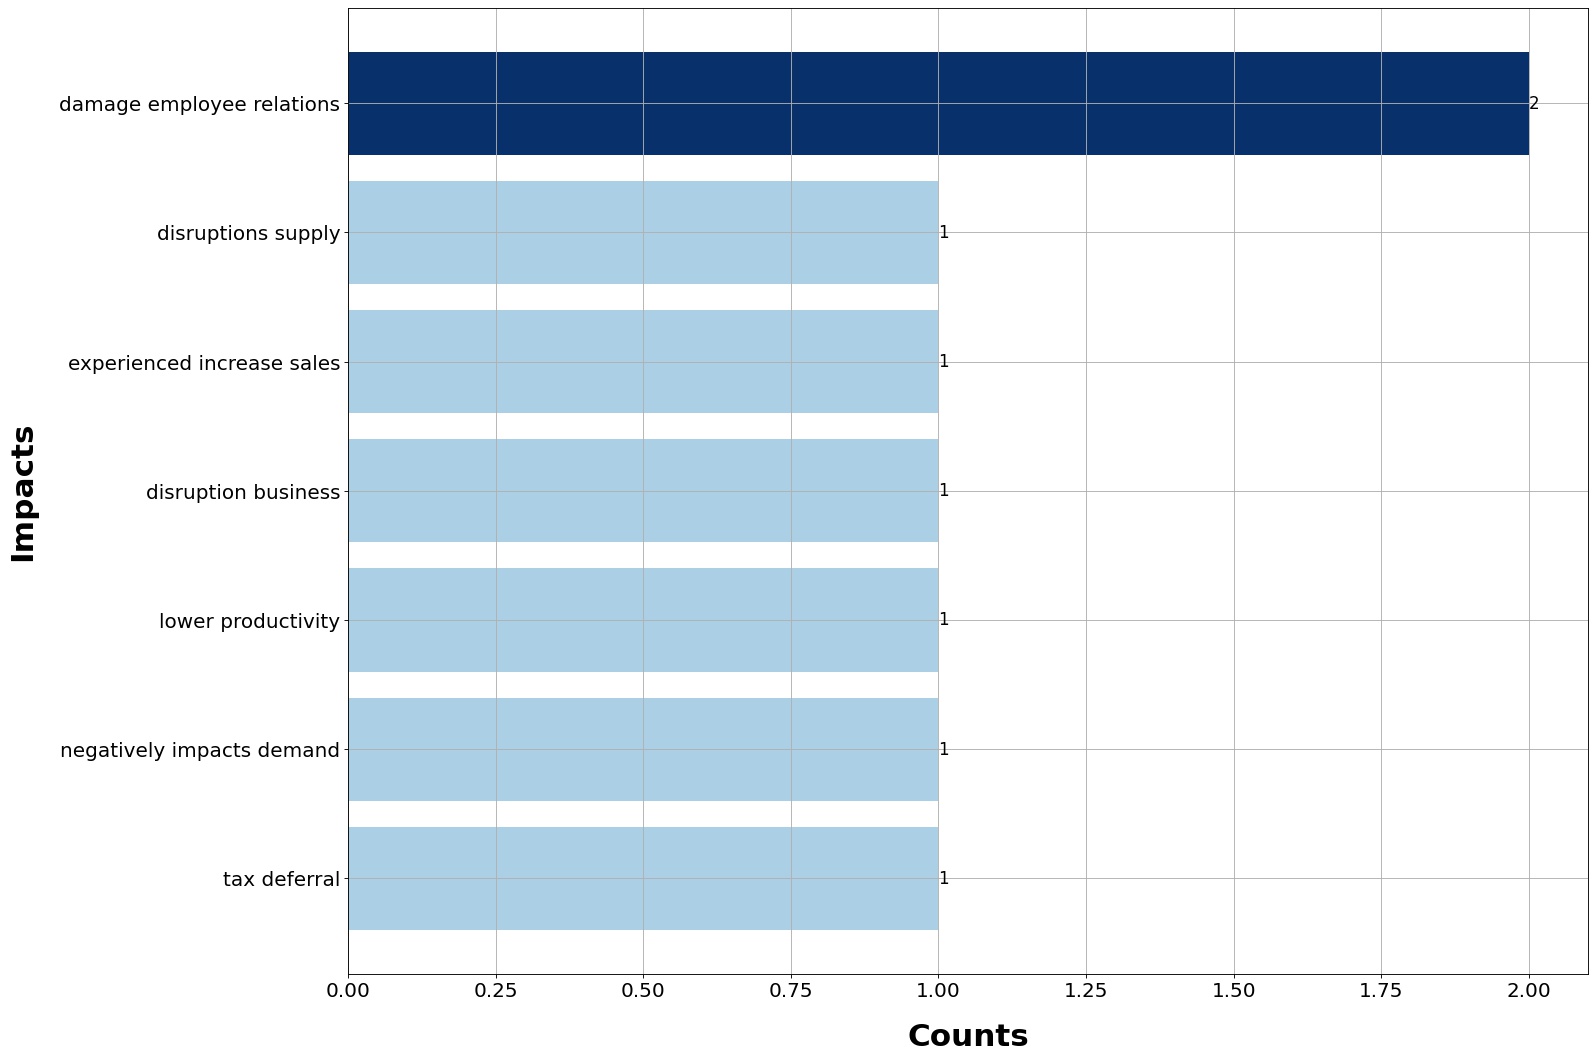 damage employee relations
2
disruptions supply
1
experienced increase sales
1
disruption business
1
lower productivity
1
negatively impacts demand
1
tax deferral
1
Impacts
0.00 0.25 0.50 0.75 1.00 1.25 1.50 1.75 2.00
Counts